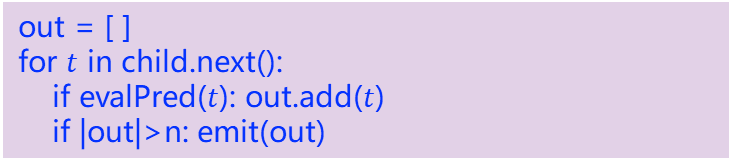 out = [ ]
for t in child.next():
if evalPred(t): out.add(t)
if |out|>n: emit(out)